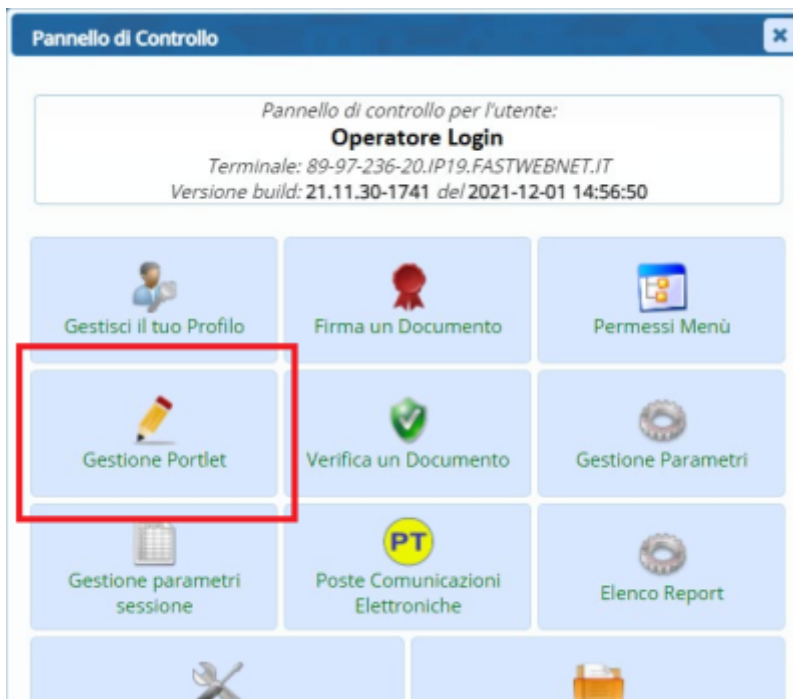 Pannello di Controllo
Pannello di controllo per l'utente:
Operatore Login
Terminale: 89-97-236-20.IP19.FASTWEBNET.IT
Versione build: 21.11.30-1741 del 2021-12-01 14:56:50
Gestisci il tuo Profilo
Firma un Documento
Permessi Menù
Gestione Portlet
Verifica un Documento
Gestione Parametri
Gestione parametri
sessione
PT
Poste Comunicazioni
Elettroniche
Elenco Report